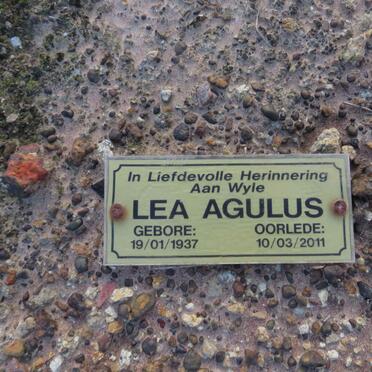 In Liefdevolle Herinnering
Aan Wyle
LEA AGULUS
GEBORE: OORLEDE:
19/01/1937 10/03/2011